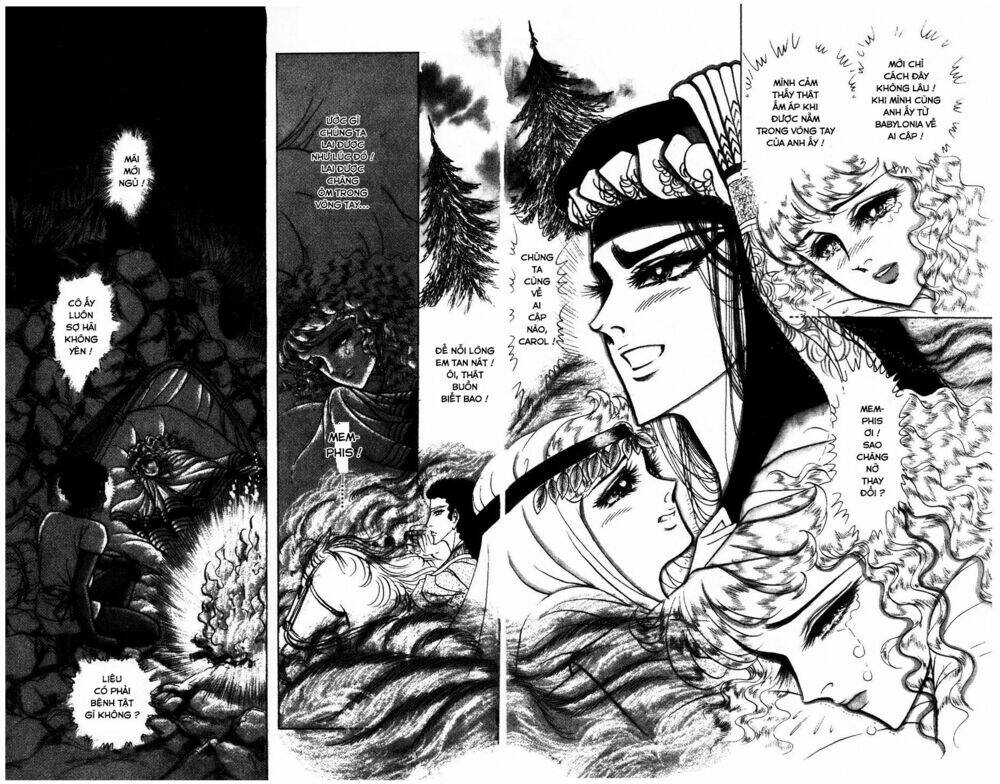 MỚI CHỈ
CÁCH ĐÂY
KHÔNG LÂU !
KHI MÌNH CÙNG
ANH ẤY TỪ
BABYLONIA VỀ
AI CẬP !
MÌNH CẢM
THẤY THẬT
ẤM ÁP KHI
ĐƯỢC NẰM
TRONG VÒNG TAY
CỦA ANH ẤY !
MEM-
PHIS
ƠI !
SAO
CHÀNG
NỠ
THAY
ĐỔI ?
CHÚNG
TA
CÙNG
VỀ
AI
CẬP
NÀO,
CAROL !
ĐỂ NỖI LÒNG
EM TAN NÁT !
ÔI, THẬT
BUỒN
BIẾT BAO !
ƯỚC GÌ
CHÚNG TA
LẠI ĐƯỢC
NHƯ LÚC ĐÓ !
LẠI ĐƯỢC
CHÀNG
ÔM TRONG
VÒNG TAY...
MEM-
PHIS !
MÃI
MỚI
NGỦ !
CÔ ẤY
LUÔN
SỢ HÃI
KHÔNG
YÊN !
LIỆU
CÓ PHẢI
BỆNH TẬT
GÌ KHÔNG ?